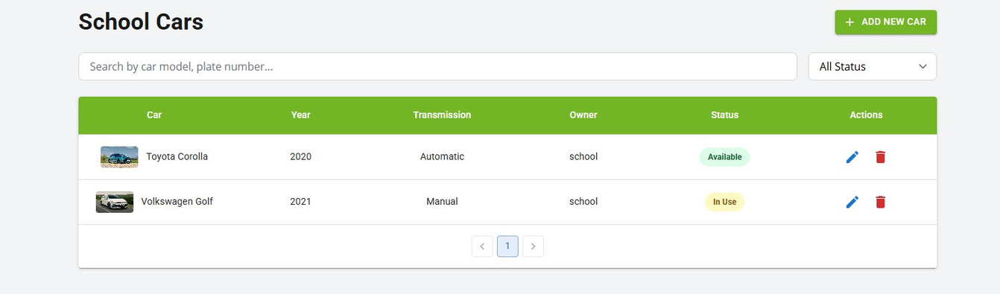 School Cars
+ ADD NEW CAR
Search by car model, plate number...
All Status
Car Year Transmission Owner Status Actions
Toyota Corolla 2020 Automatic school Available
Volkswagen Golf 2021 Manual school In Use
1